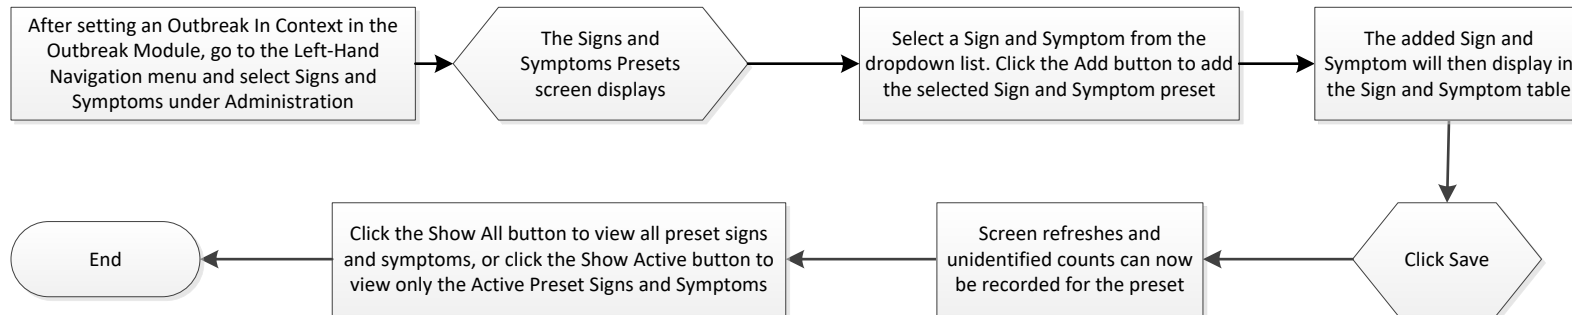 After setting an Outbreak In Context in the
Outbreak Module, go to the Left-Hand
Navigation menu and select Signs and
Symptoms under Administration
The Signs and
Symptoms Presets
screen displays
Select a Sign and Symptom from the
dropdown list. Click the Add button to add
the selected Sign and Symptom preset
The added Sign and
Symptom will then display in
the Sign and Symptom table
Click Save
Screen refreshes and
unidentified counts can now
be recorded for the preset
Click the Show All button to view all preset signs
and symptoms, or click the Show Active button to
view only the Active Preset Signs and Symptoms
End